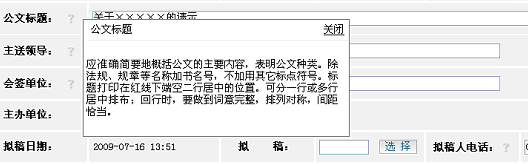 公文标题： ? 关于×××××的请示
公文标题 关闭
主送领导： ?
应准确简要地概括公文的主要内容，表明公文种类。除
会签单位： ?
法规、规章等名称加书名号，不加用其它标点符号。标
题打印在红线下端空二行居中的位置。可分一行或多行
居中排布；回行时，要做到词意完整，排列对称，间距
主办单位：
恰当。
拟稿日期： 2009-07-16 13:51 拟　稿： 选 择 拟稿人电话： ?